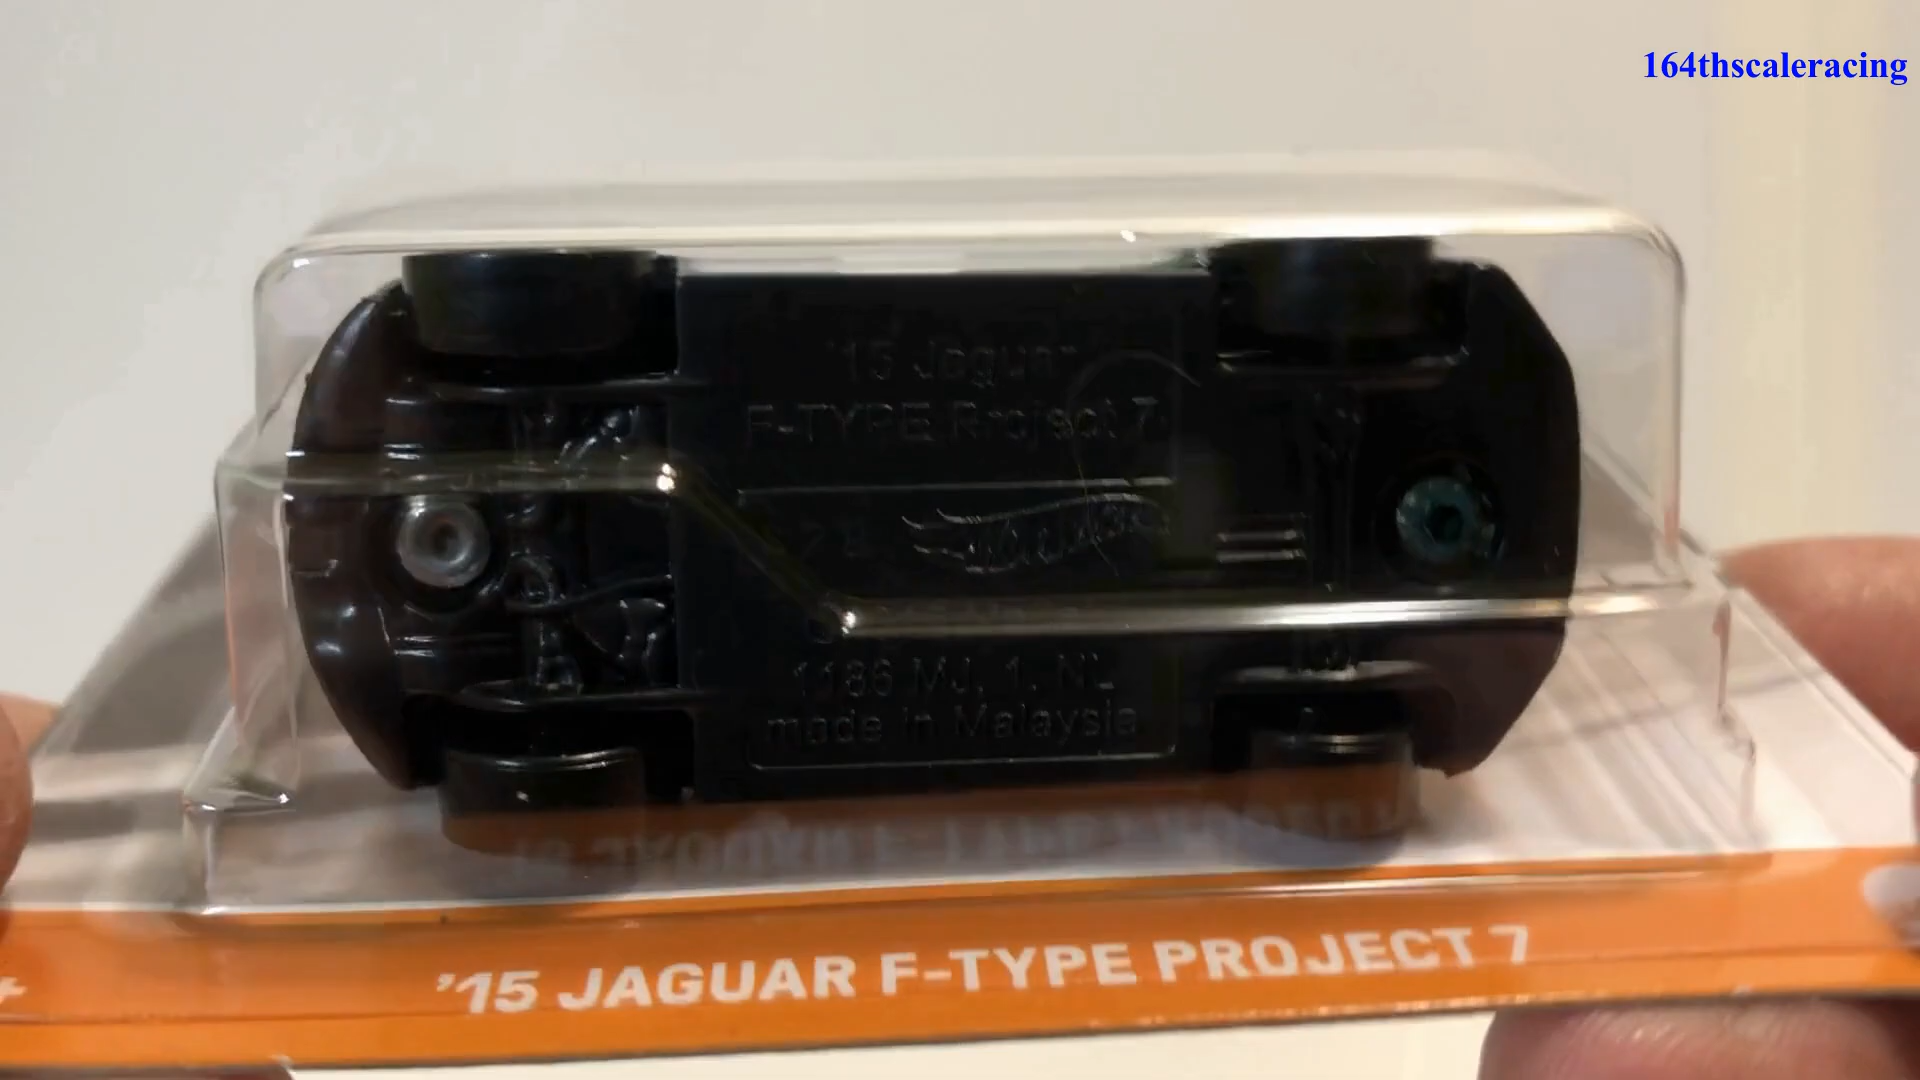 164thscaleracing
'15 Jaguar
F-TYPE Project 7
1186 MJ, 1, NL
made in Malaysia
'15 JAGUAR F-TYPE PROJECT 7